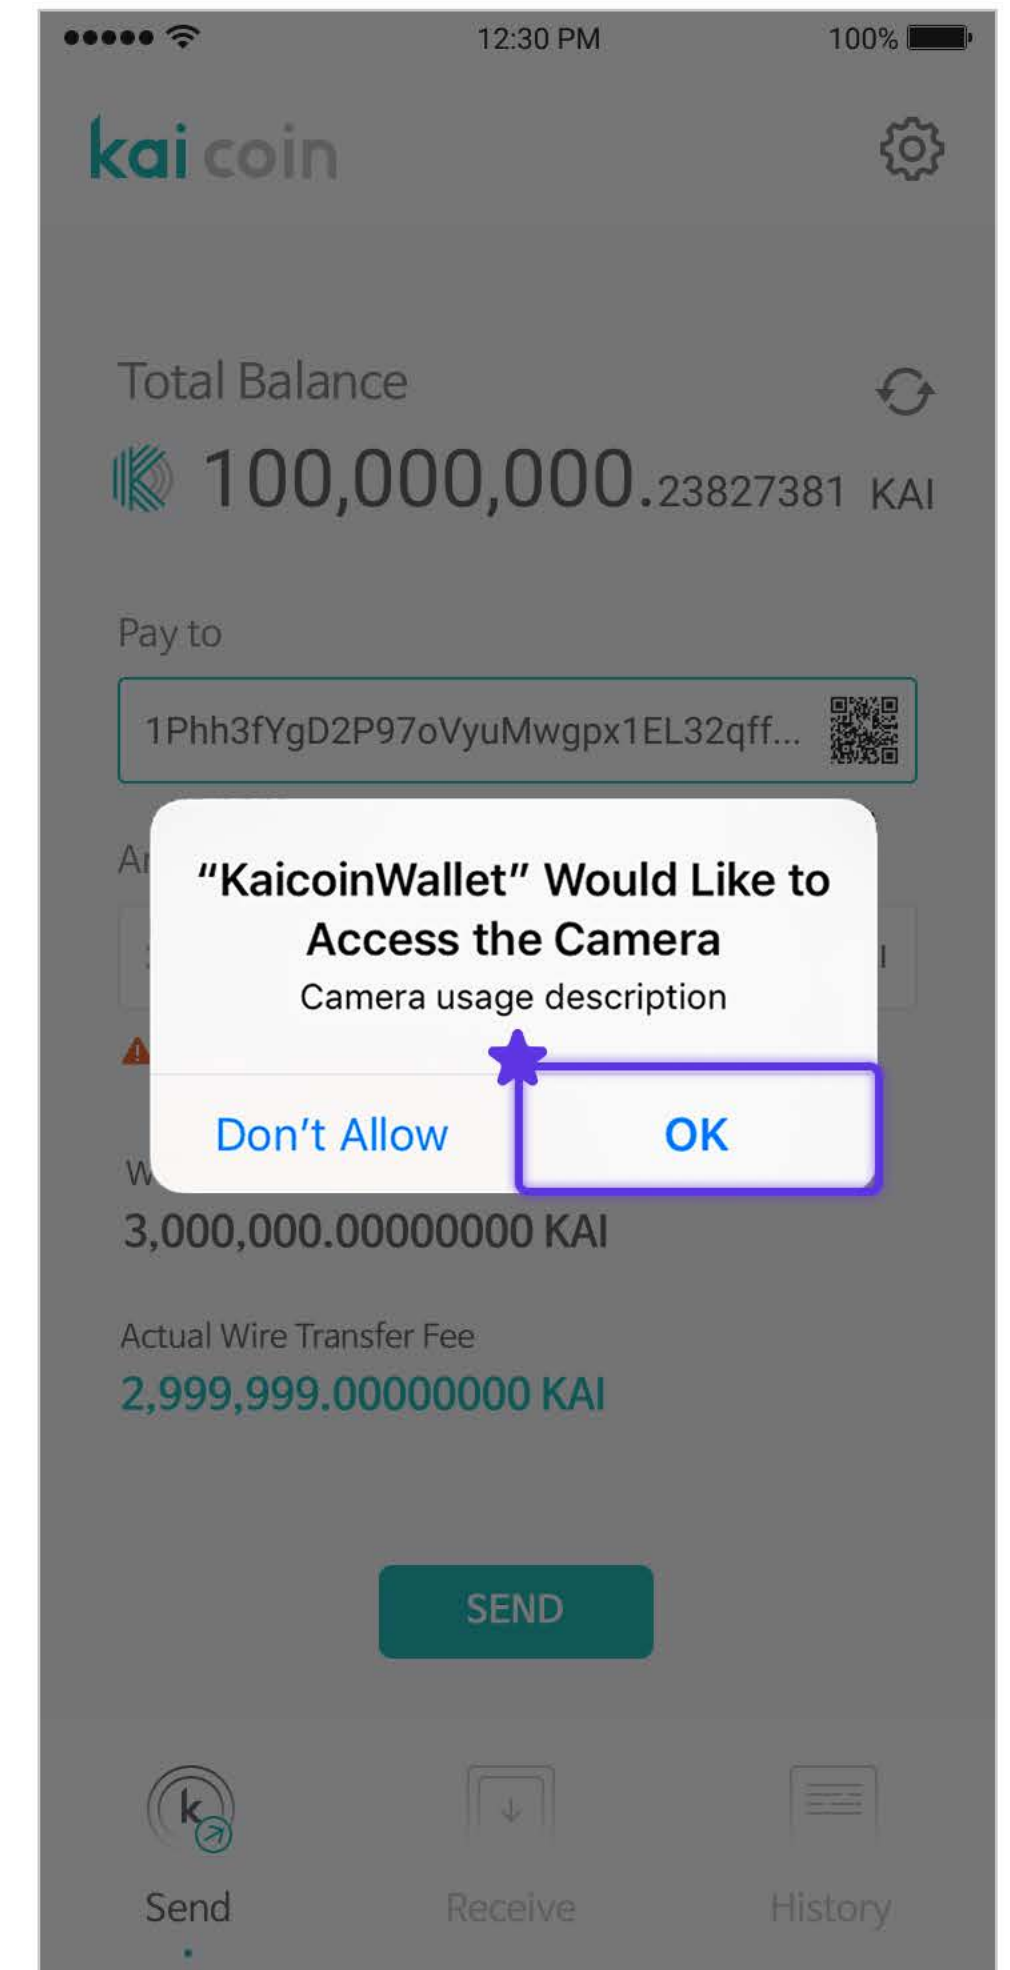 12:30 PM 100%
kai coin
Total Balance
100,000,000.23827381 KAI
Pay to
1Phh3fYgD2P97oVyuMwgpx1EL32qff...
"KaicoinWallet" Would Like to
Access the Camera
Camera usage description
Don't Allow OK
3,000,000.00000000 KAI
Actual Wire Transfer Fee
2,999,999.00000000 KAI
SEND
k
Send Receive History